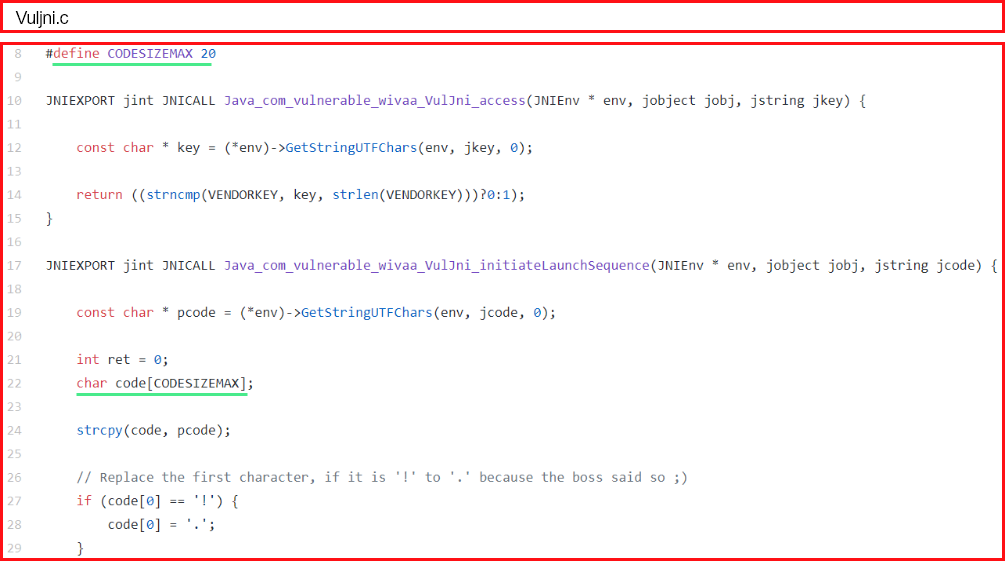 Vuljni.c
8 #define CODESIZEMAX 20
9
10 JNIEXPORT jint JNICALL Java_com_vulnerable_wivaa_VulJni_access(JNIEnv * env, jobject jobj, jstring jkey) {
11
12 const char * key = (*env)->GetStringUTFChars(env, jkey, 0);
13
14 return ((strncmp(VENDORKEY, key, strlen(VENDORKEY)))?0:1);
15 }
16
17 JNIEXPORT jint JNICALL Java_com_vulnerable_wivaa_VulJni_initiateLaunchSequence(JNIEnv * env, jobject jobj, jstring jcode) {
18
19 const char * pcode = (*env)->GetStringUTFChars(env, jcode, 0);
20
21 int ret = 0;
22 char code[CODESIZEMAX];
23
24 strcpy(code, pcode);
25
26 // Replace the first character, if it is '!' to '.' because the boss said so ;)
27 if (code[0] == '!') {
28 code[0] = '.';
29 }